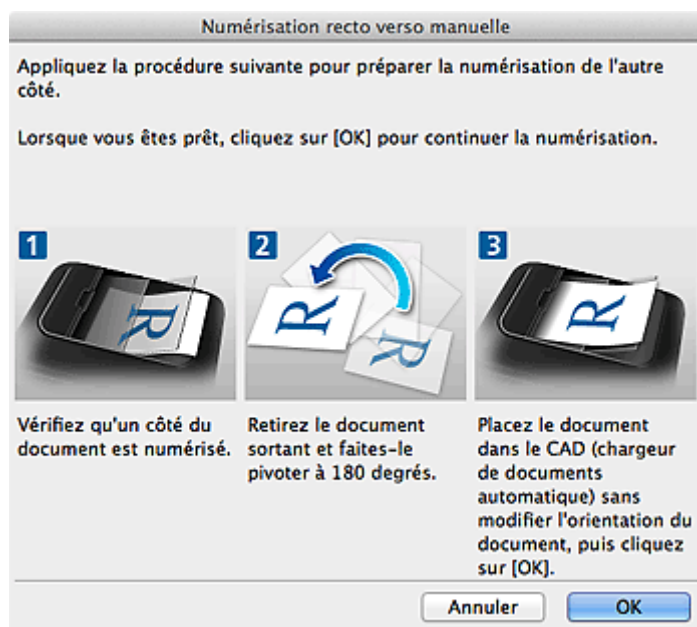 Numérisation recto verso manuelle
Appliquez la procédure suivante pour préparer la numérisation de l'autre
côté.
Lorsque vous êtes prêt, cliquez sur [OK] pour continuer la numérisation.
1
R
Vérifiez qu'un côté du
document est numérisé.
2
R
R
Retirez le document
sortant et faites-le
pivoter à 180 degrés.
3
R
Placez le document
dans le CAD (chargeur
de documents
automatique) sans
modifier l'orientation du
document, puis cliquez
sur [OK].
Annuler
OK